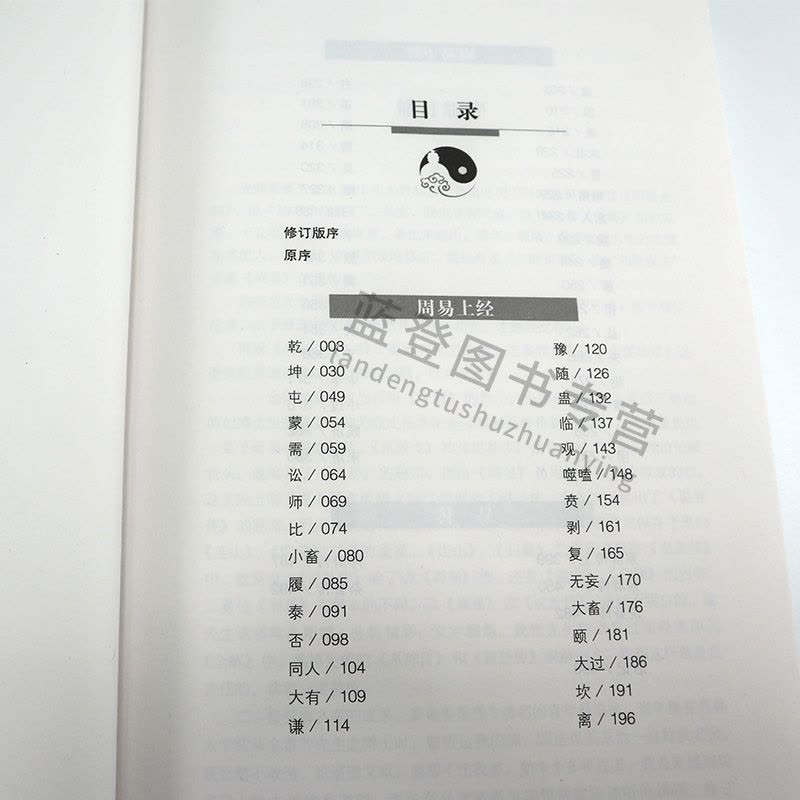 目 录
修订版序
原序
周易上经
乾 / 003
坤 / 030
屯 / 049
蒙 / 054
需 / 059
讼 / 064
师 / 069
比 / 074
小畜 / 080
履 / 085
泰 / 091
否 / 098
同人 / 104
大有 / 109
谦 / 114
豫 / 120
随 / 126
蛊 / 132
临 / 137
观 / 143
噬嗑 / 148
贲 / 154
剥 / 161
复 / 165
无妄 / 170
大畜 / 176
颐 / 181
大过 / 186
坎 / 191
离 / 196
蓝登图书专营
landengtushuzhuanying